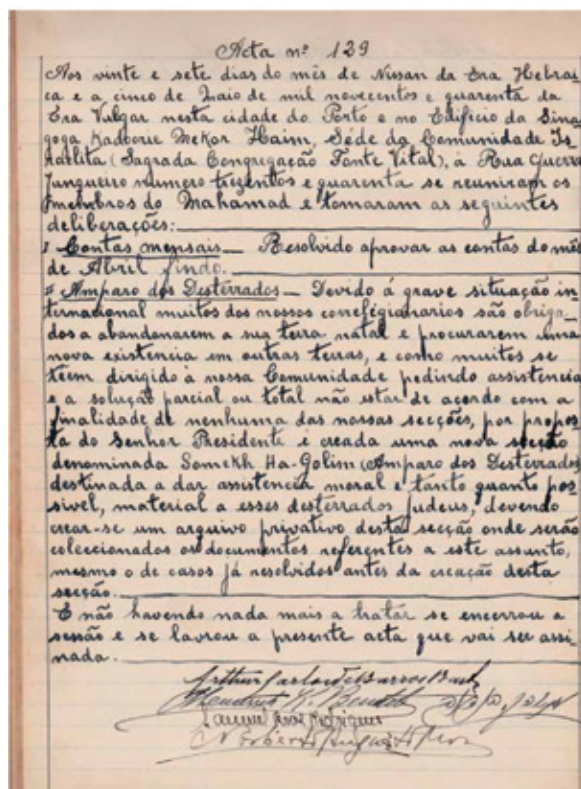 Acta nº 129
Aos vinte e sete dias do mês de Nissan da Era Hebrai-
ca e a cinco de Maio de mil novecentos e quarenta da
Era Vulgar nesta cidade do Porto e no Edificio da Sina-
goga Kadoorie Mekor Haim, Séde da Comunidade Is-
raelita (Sagrada Congregação Fonte Vital), á Rua Guerra
Junqueiro numero trezentos e quarenta se reuniram os
membros do Mahamad e tomaram as seguintes
deliberações:
Contas mensais — Resolvido aprovar as contas do mês
de Abril findo.
Amparo dos Desterrados — Devido á grave situação in-
ternacional muitos dos nossos correligionarios são obriga-
dos a abandonarem a sua terra natal e procurarem uma
nova existencia em outras terras, e como muitos se
teem dirigido á nossa Comunidade pedindo assistencia
e a solução parcial ou total não estar de acordo com a
finalidade de nenhuma das nossas secções, por propos-
ta do Senhor Presidente é creada uma nova secção
denominada Somekh Ha-Golim (Amparo dos Desterrados)
destinada a dar assistencia moral e, tanto quanto pos-
sivel, material a esses desterrados judeus, devendo
crear-se um arquivo privativo desta secção onde serão
coleccionados os documentos referentes a este assunto,
mesmo o de casos já resolvidos antes da creação desta
secção.
E não havendo nada mais a tratar se encerrou a
sessão e se lavrou a presente acta que vai ser assi-
nada.
Arthur Carlos de Barros Basto